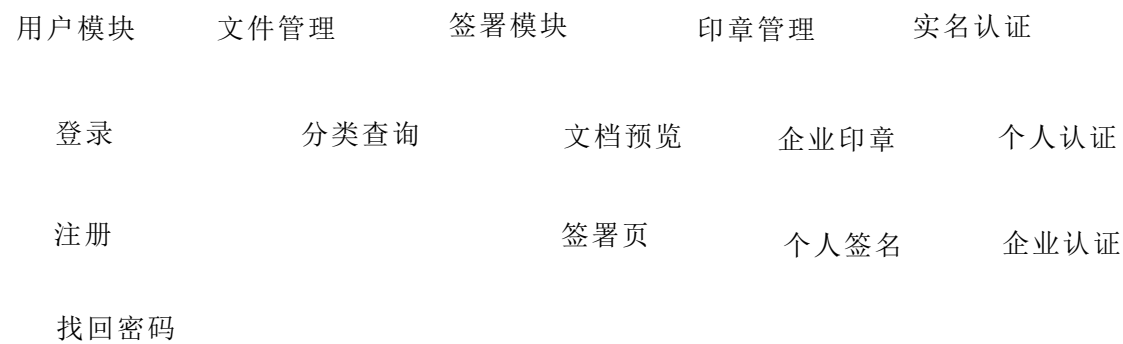 用户模块 文件管理 签署模块 印章管理 实名认证
登录 分类查询 文档预览 企业印章 个人认证
注册 签署页 个人签名 企业认证
找回密码